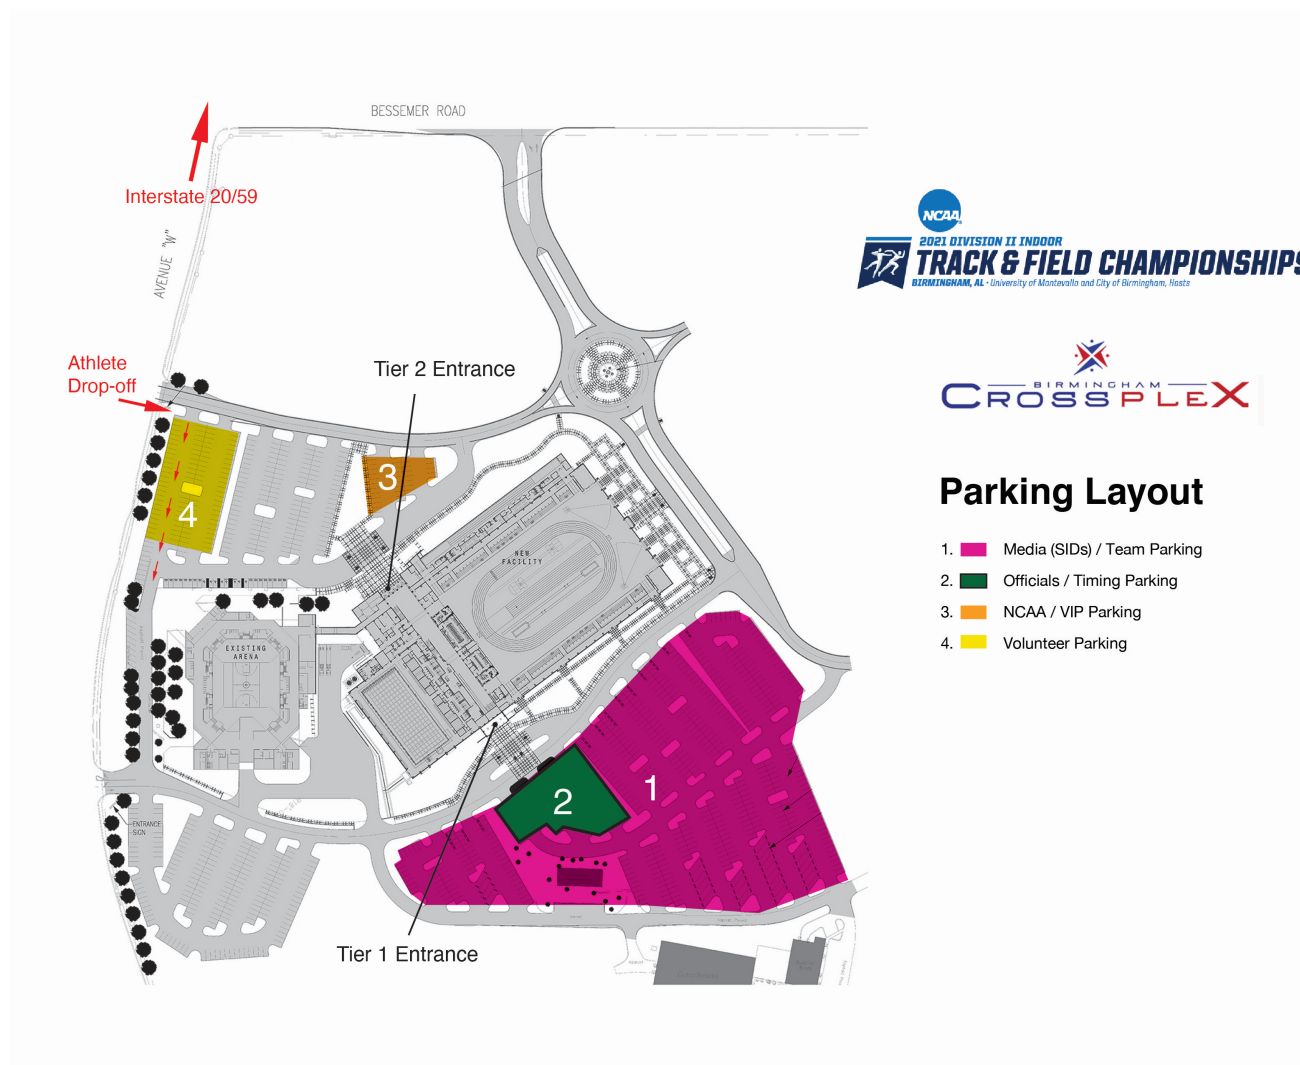 BESSEMER ROAD
Interstate 20/59
AVENUE "W"
NCAA
2021 DIVISION II INDOOR
TRACK & FIELD CHAMPIONSHIPS
BIRMINGHAM, AL · University of Montevallo and City of Birmingham, Hosts
Athlete
Drop-off
Tier 2 Entrance
BIRMINGHAM
CROSSPLEX
3
4
Parking Layout
1. Media (SIDs) / Team Parking
2. Officials / Timing Parking
3. NCAA / VIP Parking
4. Volunteer Parking
NEW
FACILITY
EXISTING
ARENA
1
2
ENTRANCE
SIGN
Tier 1 Entrance